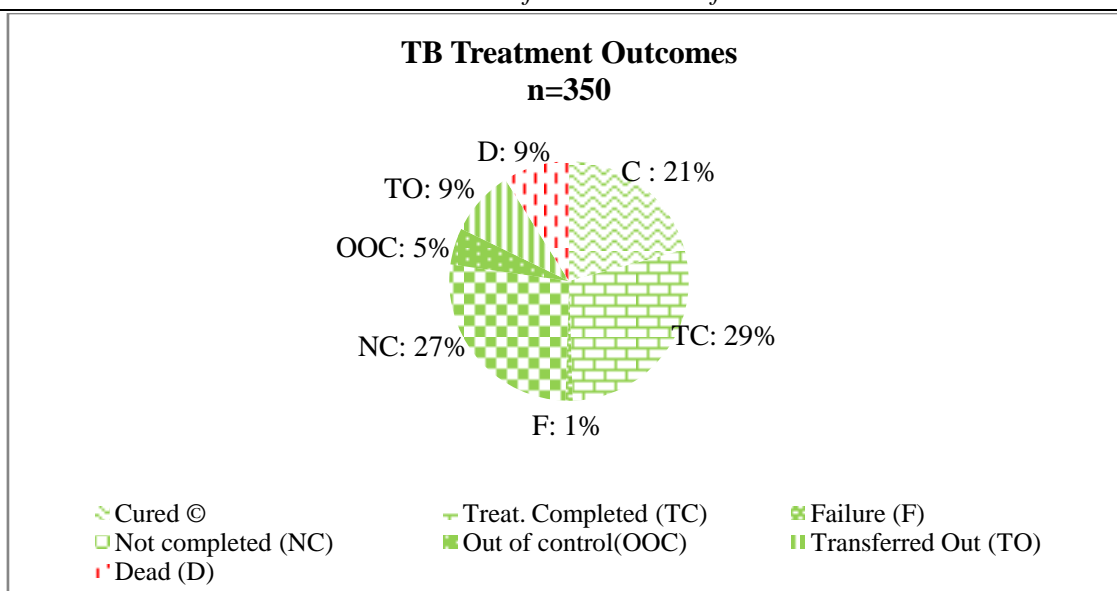 TB Treatment Outcomes
n=350
D: 9%
C : 21%
TO: 9%
OOC: 5%
NC: 27%
TC: 29%
F: 1%
Cured ©
Treat. Completed (TC)
Failure (F)
Not completed (NC)
Out of control(OOC)
Transferred Out (TO)
Dead (D)